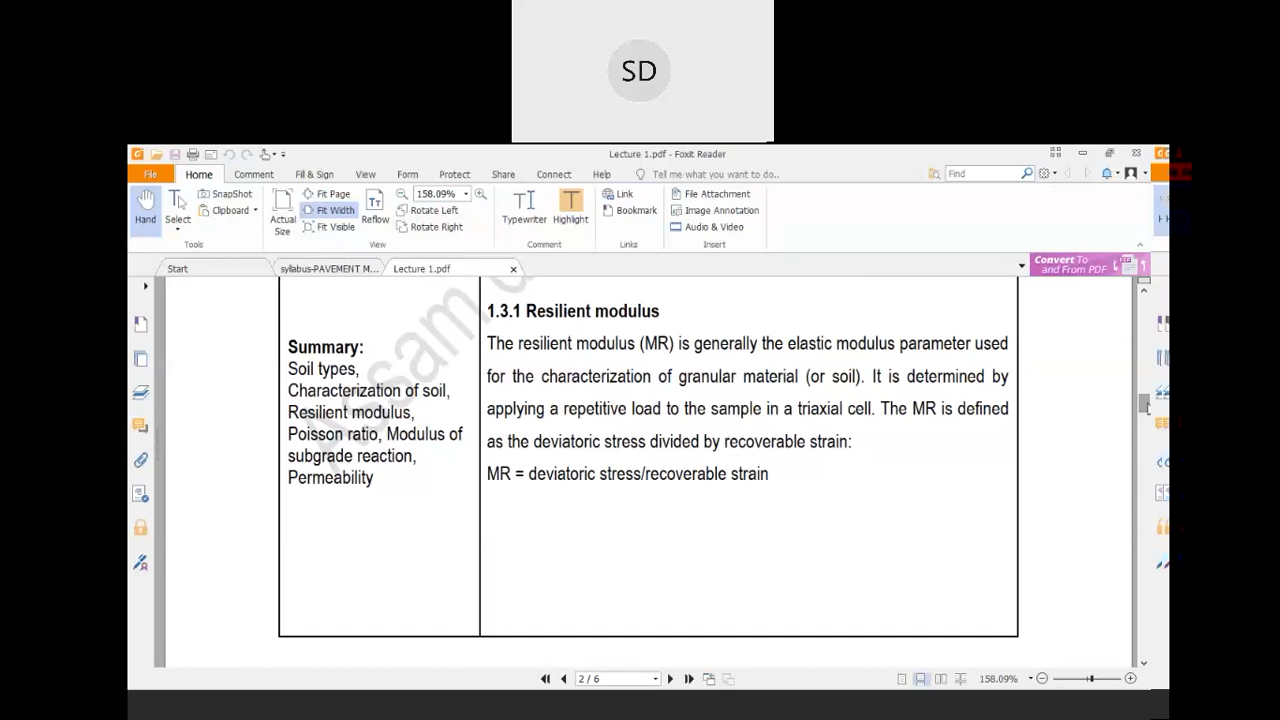 SD
Lecture 1.pdf - Foxit Reader
File Home Comment Fill & Sign View Form Protect Share Connect Help Tell me what you want to do.. Find
Hand
Select
SnapShot
Clipboard
Tools
Actual
Size
Fit Page
Fit Width
Fit Visible
Reflow
158.09%
Rotate Left
Rotate Right
View
Typewriter
Highlight
Comment
Link
Bookmark
Links
File Attachment
Image Annotation
Audio & Video
Insert
Start
syllabus-PAVEMENT M...
Lecture 1.pdf
Convert To
and From PDF
Assam
Summary:
Soil types,
Characterization of soil,
Resilient modulus,
Poisson ratio, Modulus of
subgrade reaction,
Permeability
1.3.1 Resilient modulus
The resilient modulus (MR) is generally the elastic modulus parameter used
for the characterization of granular material (or soil). It is determined by
applying a repetitive load to the sample in a triaxial cell. The MR is defined
as the deviatoric stress divided by recoverable strain:
MR = deviatoric stress/recoverable strain
2 / 6
158.09%